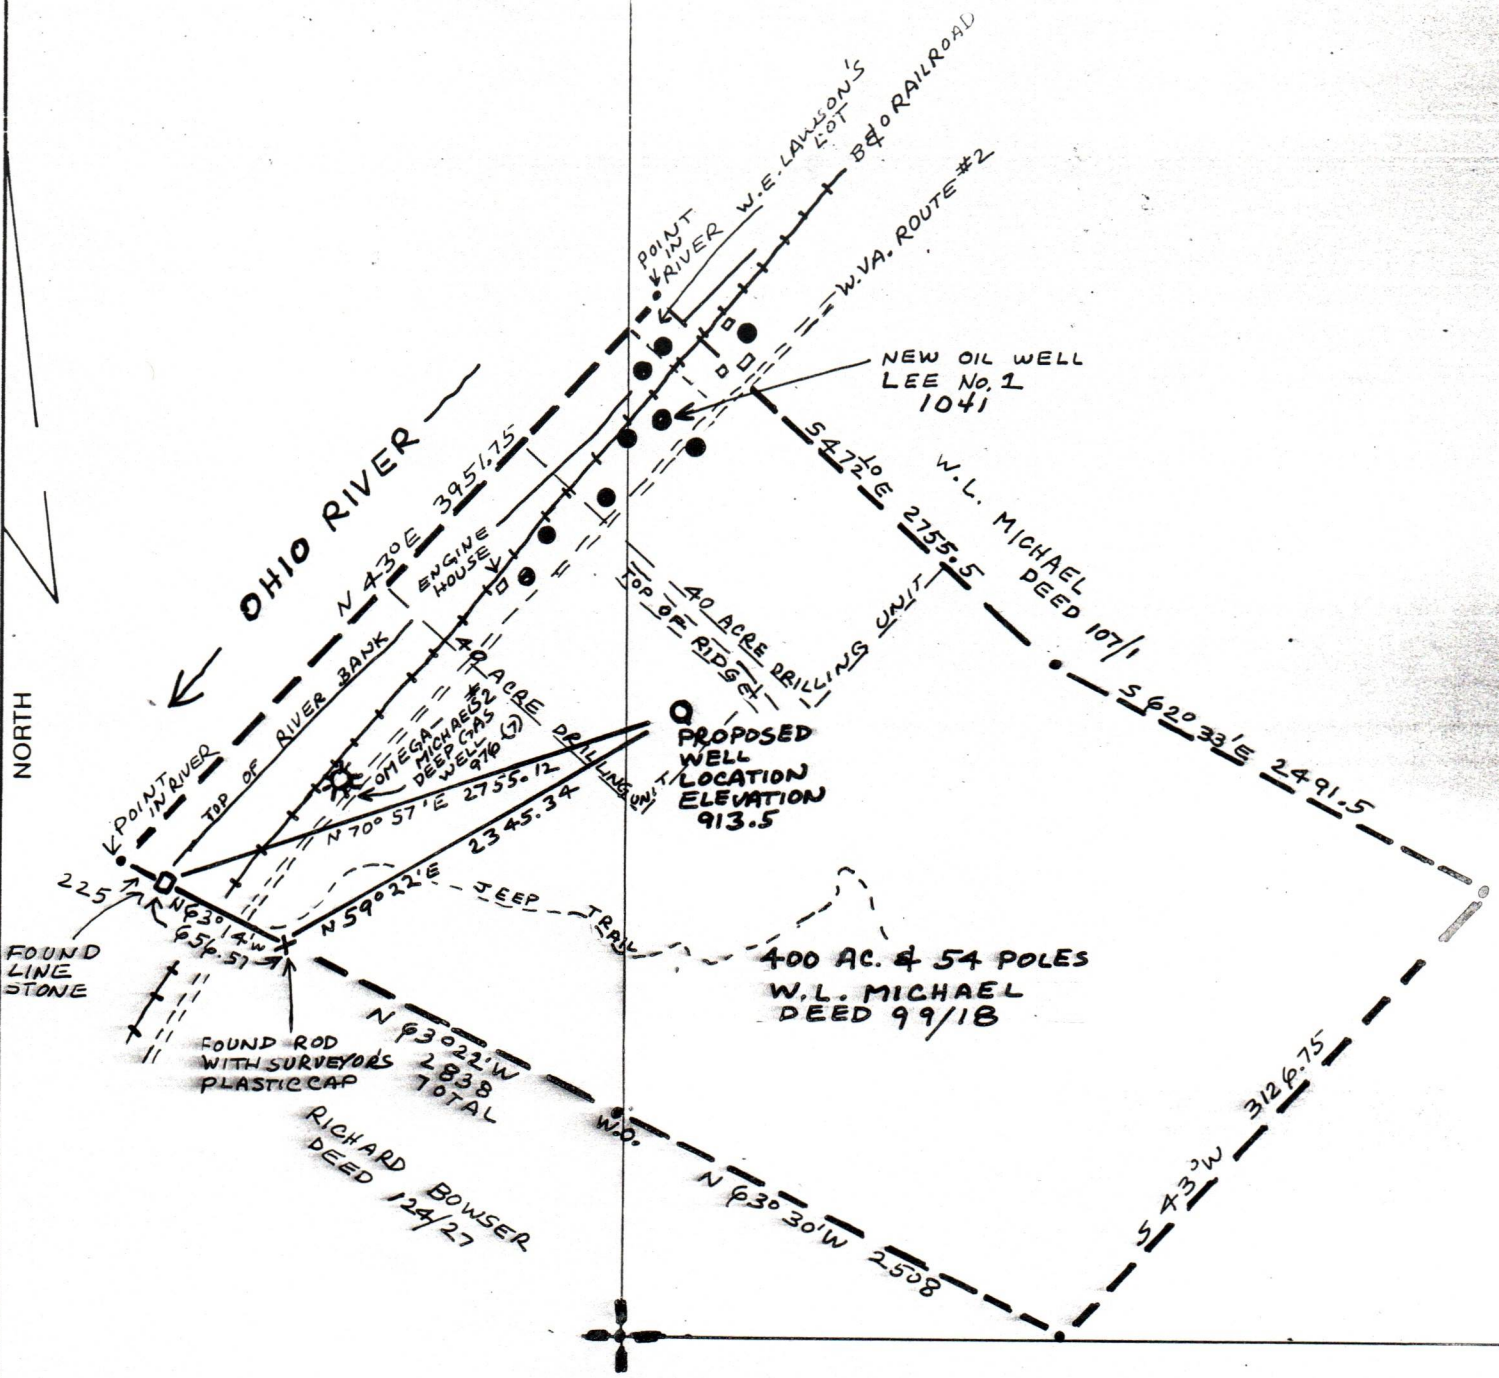 B&O RAILROAD
W.E. LAWSON'S
LOT
W.VA. ROUTE #2
POINT
IN
RIVER
NEW OIL WELL
LEE No. 1
1041
OHIO RIVER
N 43° E 3951.75
S 47½° E 2755.5
W.L. MICHAEL
DEED 107/1
ENGINE
HOUSE
40 ACRE DRILLING UNIT
TOP OF RIDGE
S 62° 33' E 2491.5
NORTH
TOP OF RIVER BANK
40 ACRE DRILLING UNIT
OMEGA-
MICHAELS #2
DEEP GAS
WELL
976 (?)
PROPOSED
WELL
LOCATION
ELEVATION
913.5
POINT
IN RIVER
N 70° 57' E 2755.12
N 59° 22' E 2345.34
225
N 63° 14' W
656.57
JEEP TRAIL
FOUND
LINE
STONE
400 AC. & 54 POLES
W.L. MICHAEL
DEED 99/18
FOUND ROD
WITH SURVEYOR'S
PLASTIC CAP
N 63° 22' W
2838
TOTAL
W.O.
RICHARD BOWSER
DEED 124/27
N 63° 30' W 2508
S 43° W 3126.75